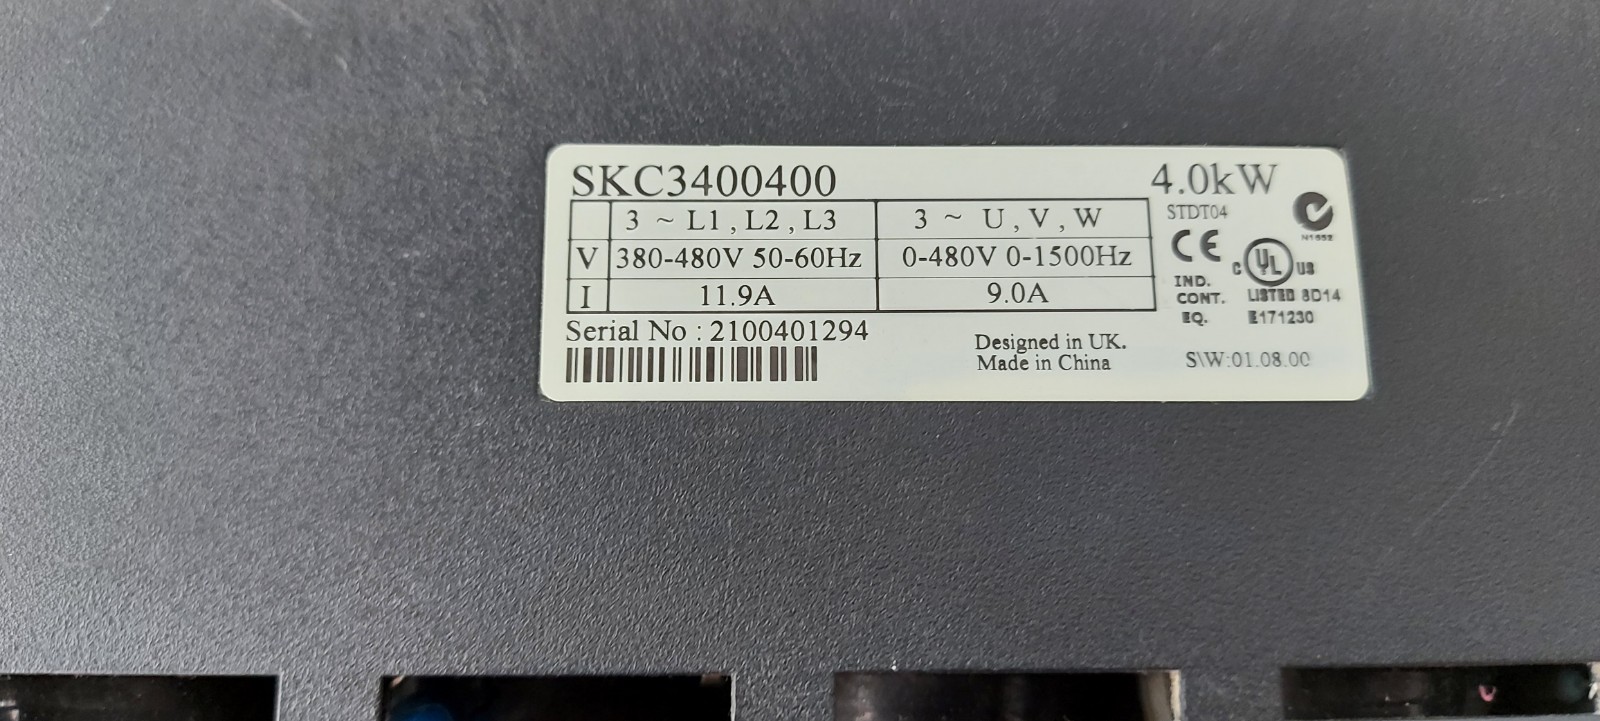 SKC3400400 4.0kW
3 ~ L1 , L2 , L3 3 ~ U , V , W
STDT04
V 380-480V 50-60Hz 0-480V 0-1500Hz
I 11.9A 9.0A
CE
C UL US
IND.
CONT.
EQ.
LISTED 8D14
E171230
Serial No : 2100401294
Designed in UK.
Made in China
S\W:01.08.00